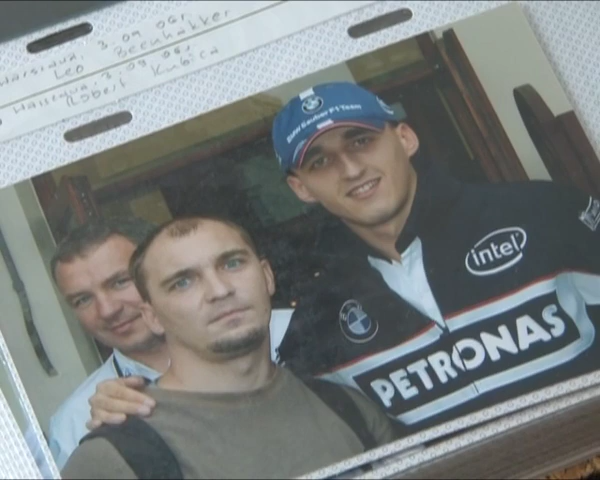 Warszawa, 3.09.06r,
Leo Beenhakker
Warszawa, 3.09.06r,
Robert Kubica
BMW Sauber F1 Team
intel
PETRONAS